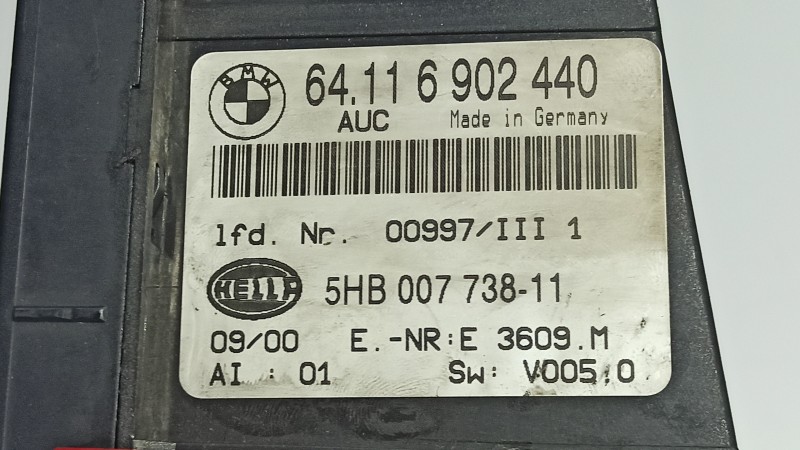 BMW
64.11 6 902 440
AUC Made in Germany
lfd. Nr. 00997/III 1
HELLA
5HB 007 738-11
09/00 E.-NR:E 3609.M
AI : 01 Sw: V005.0